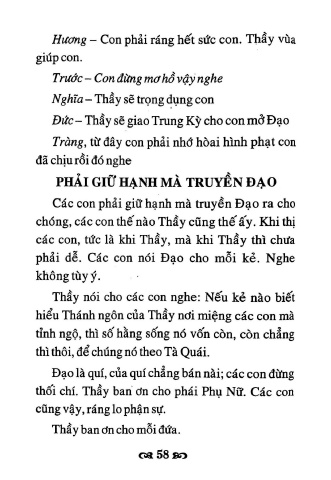 Hương – Con phải ráng hết sức con. Thầy vùa
giúp con.
Trước – Con đừng mơ hồ vậy nghe
Nghĩa – Thầy sẽ trọng dụng con
Đức – Thầy sẽ giao Trung Kỳ cho con mở Đạo
Tràng, từ đây con phải nhớ hòai hình phạt con
đã chịu rồi đó nghe
PHẢI GIỮ HẠNH MÀ TRUYỀN ĐẠO
Các con phải giữ hạnh mà truyền Đạo ra cho
chóng, các con thế nào Thầy cũng thế ấy. Khi thị
các con, tức là khi Thầy, mà khi Thầy thì chưa
phải dễ. Các con nói Đạo cho mỗi kẻ. Nghe
không tùy ý.
Thầy nói cho các con nghe: Nếu kẻ nào biết
hiểu Thánh ngôn của Thầy nơi miệng các con mà
tỉnh ngộ, thì số hằng sống nó vốn còn, còn chẳng
thì thôi, để chúng nó theo Tà Quái.
Đạo là quí, của quí chẳng bán nài; các con đừng
thối chí. Thầy ban ơn cho phái Phụ Nữ. Các con
cũng vậy, ráng lo phận sự.
Thầy ban ơn cho mỗi đứa.
58